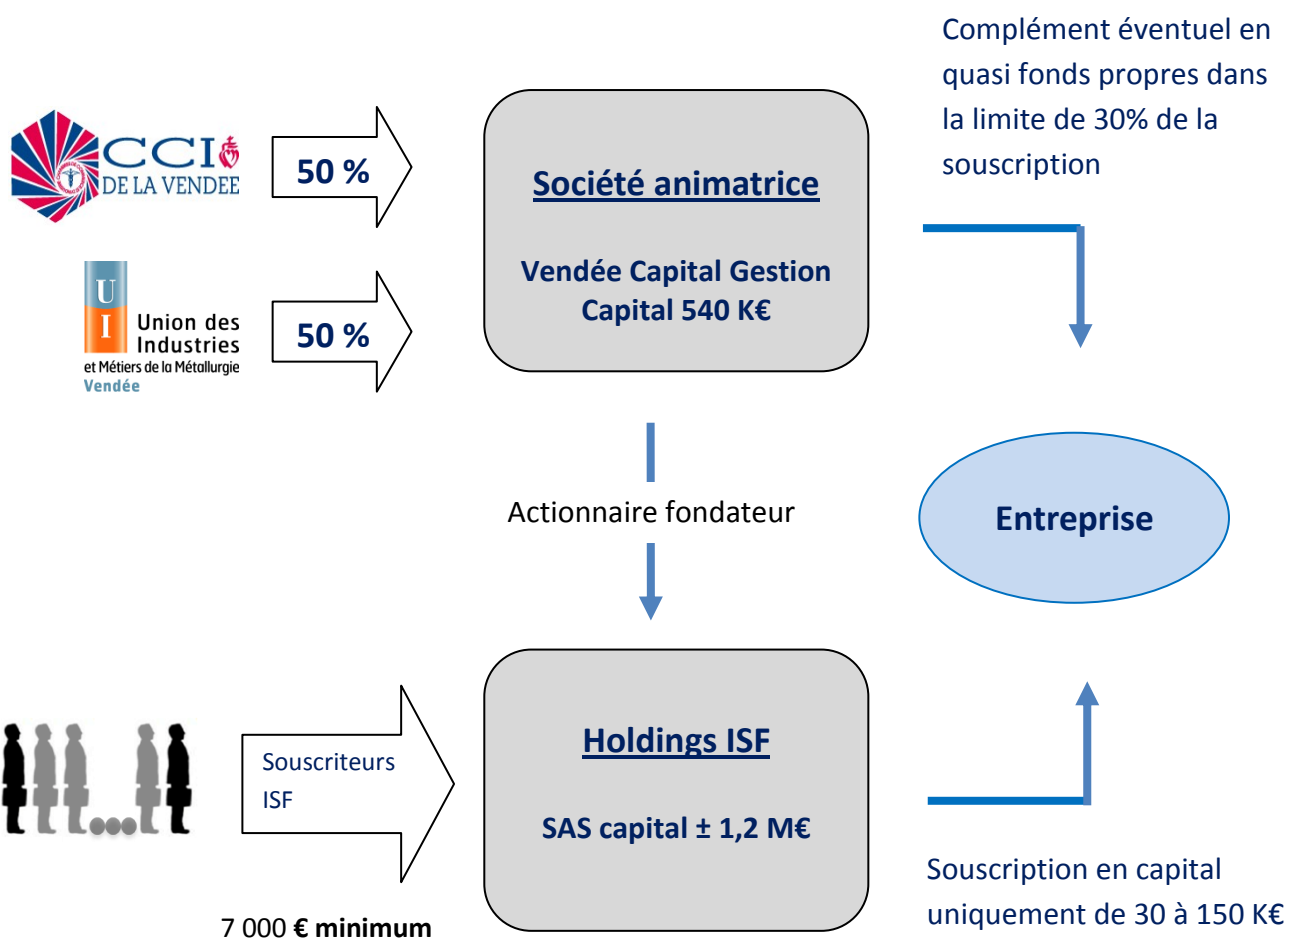 Complément éventuel en
quasi fonds propres dans
la limite de 30% de la
souscription
CCI
DE LA VENDEE
50 %
Société animatrice
Vendée Capital Gestion
Capital 540 K€
U
I
Union des
Industries
et Métiers de la Métallurgie
Vendée
50 %
Actionnaire fondateur
Entreprise
Souscripteurs
ISF
7 000 € minimum
Holdings ISF
SAS capital ± 1,2 M€
Souscription en capital
uniquement de 30 à 150 K€